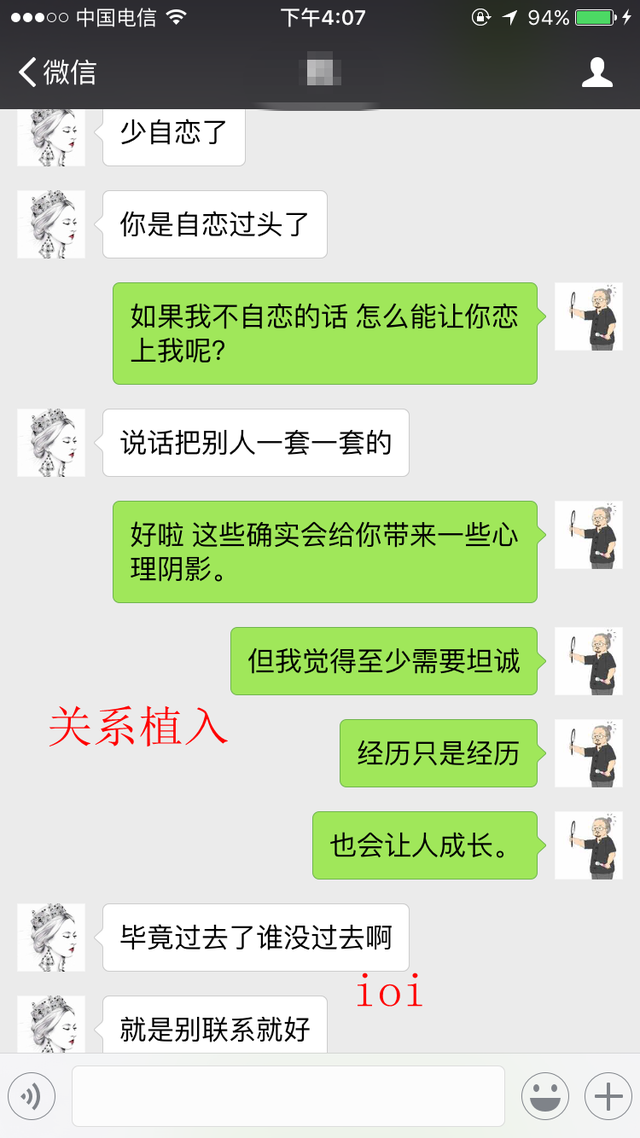 中国电信
下午4:07
94%
微信
少自恋了
你是自恋过头了
如果我不自恋的话 怎么能让你恋
上我呢?
说话把别人一套一套的
好啦 这些确实会给你带来一些心
理阴影。
但我觉得至少需要坦诚
关系植入
经历只是经历
也会让人成长。
毕竟过去了谁没过去啊
ioi
就是别联系就好